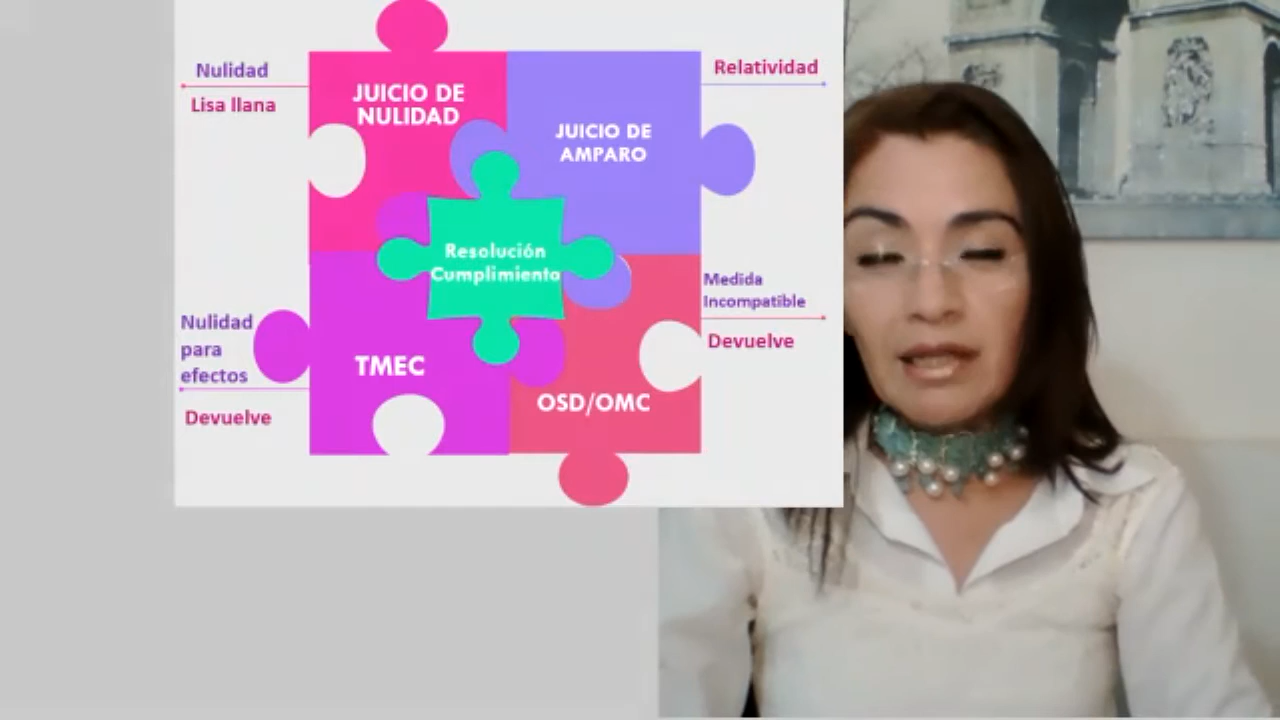 Nulidad
Lisa llana
JUICIO DE
NULIDAD
JUICIO DE
AMPARO
Relatividad
Resolución
Cumplimiento
Medida
Incompatible
Devuelve
Nulidad
para
efectos
Devuelve
TMEC
OSD/OMC